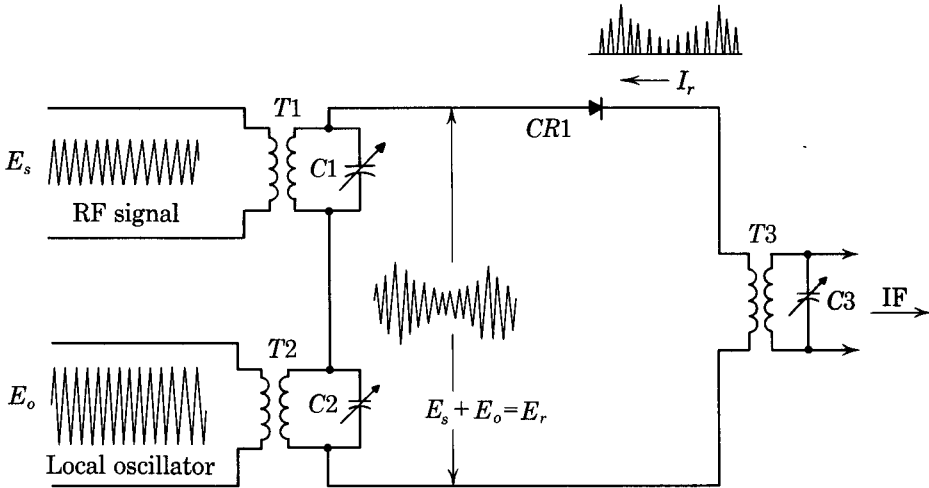 I_r
T1
CR1
E_s
C1
RF signal
T3
C3
IF
T2
E_o
C2
E_s + E_o = E_r
Local oscillator